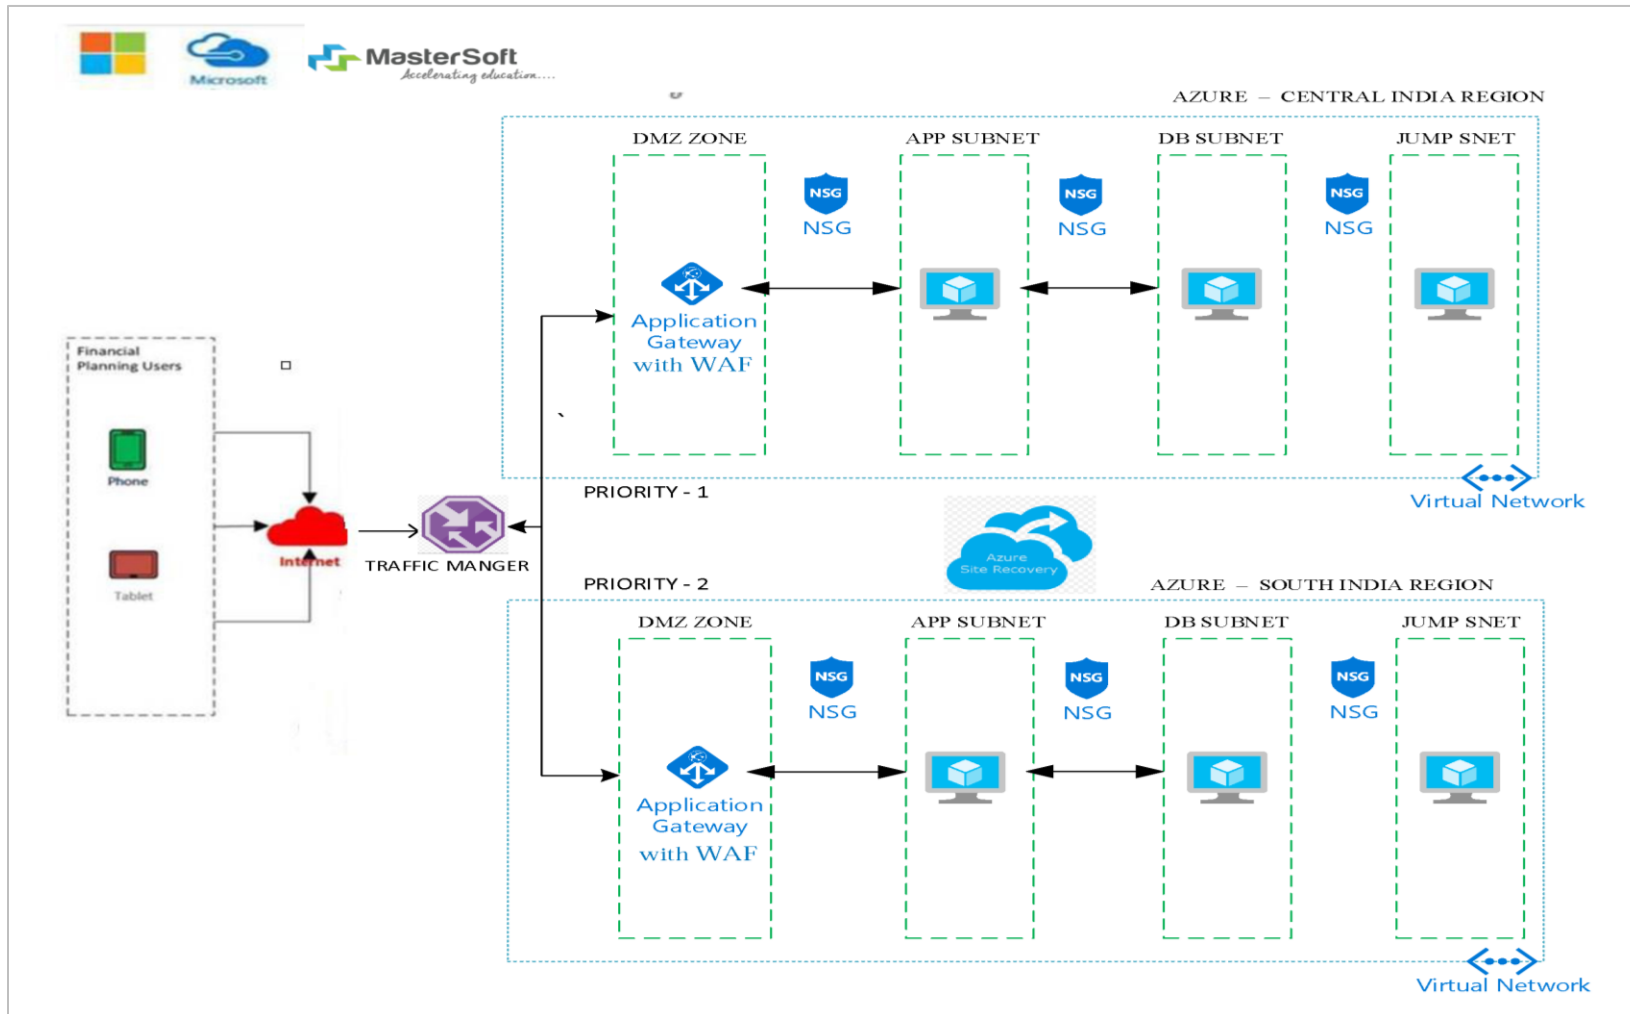 Microsoft
MasterSoft
Accelerating education....
AZURE – CENTRAL INDIA REGION
DMZ ZONE
APP SUBNET
DB SUBNET
JUMP SNET
NSG
NSG
NSG
NSG
NSG
NSG
Application
Gateway
with WAF
Financial
Planning Users
Phone
Tablet
Internet
TRAFFIC MANGER
`
PRIORITY - 1
Virtual Network
Azure
Site Recovery
PRIORITY - 2
AZURE – SOUTH INDIA REGION
DMZ ZONE
APP SUBNET
DB SUBNET
JUMP SNET
NSG
NSG
NSG
NSG
NSG
NSG
Application
Gateway
with WAF
Virtual Network